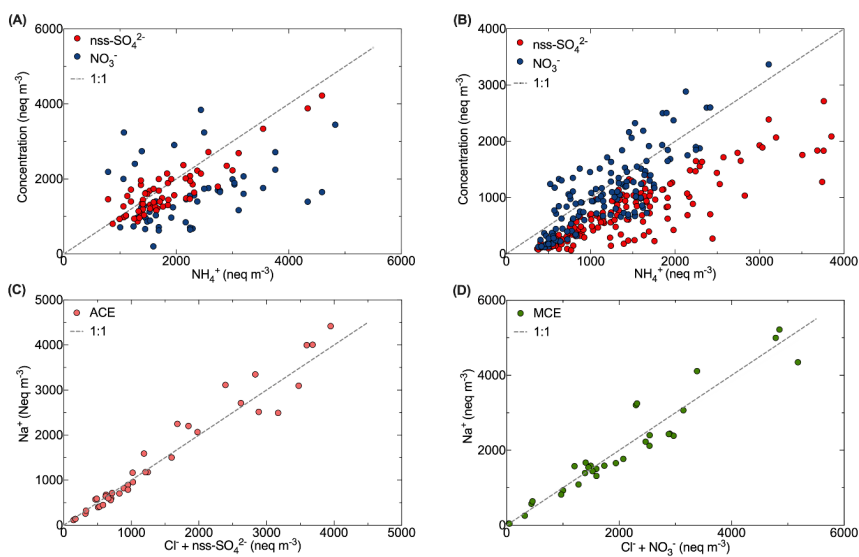 (A)
6000
4000
2000
0
0
2000
4000
6000
Concentration (neq m⁻³)
NH₄⁺ (neq m⁻³)
nss-SO₄²⁻
NO₃⁻
1:1
(B)
4000
3000
2000
1000
0
0
1000
2000
3000
4000
Concentration (neq m⁻³)
NH₄⁺ (neq m⁻³)
nss-SO₄²⁻
NO₃⁻
1:1
(C)
5000
4000
3000
2000
1000
0
0
1000
2000
3000
4000
5000
Na⁺ (Neq m⁻³)
Cl⁻ + nss-SO₄²⁻ (neq m⁻³)
ACE
1:1
(D)
6000
4000
2000
0
0
2000
4000
6000
Na⁺ (neq m⁻³)
Cl⁻ + NO₃⁻ (neq m⁻³)
MCE
1:1